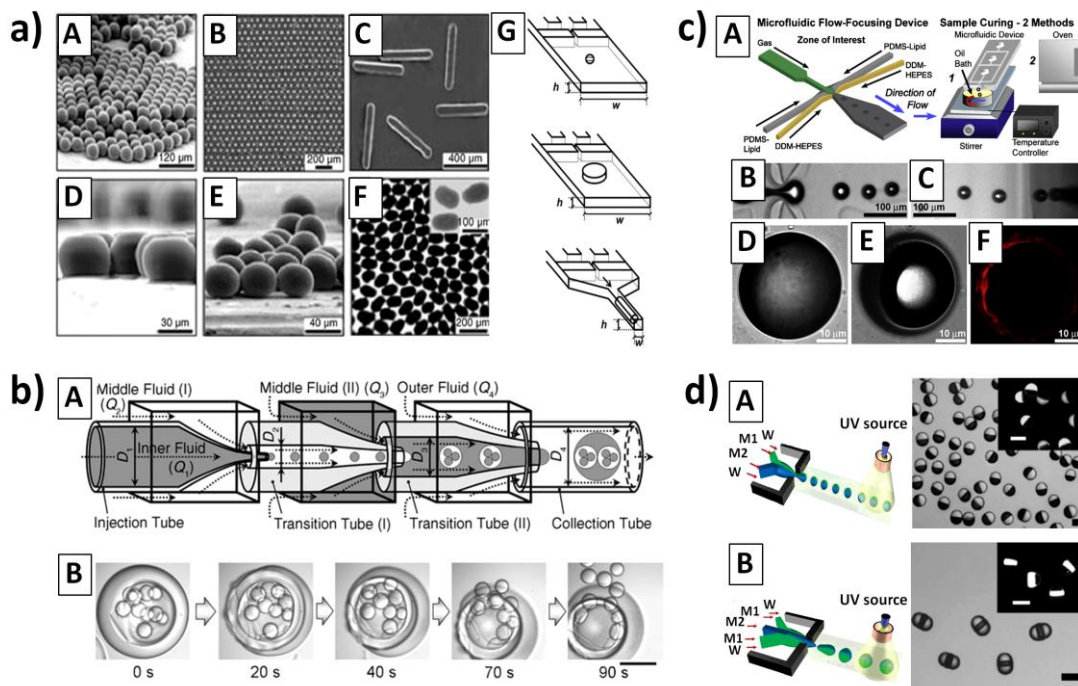 a)
A
120 µm
B
200 µm
C
400 µm
D
30 µm
E
40 µm
F
100 µm
200 µm
G
h
w
h
w
h
w
b)
A
Middle Fluid (I)
(Q2)
Middle Fluid (II) (Q3)
Outer Fluid (Q4)
D1
Inner Fluid
(Q1)
D2
D3
D4
Injection Tube
Transition Tube (I)
Transition Tube (II)
Collection Tube
B
0 s
20 s
40 s
70 s
90 s
c)
A
Microfluidic Flow-Focusing Device
Zone of Interest
Gas
PDMS-Lipid
DDM-
HEPES
Direction of
Flow
PDMS-
Lipid
DDM-HEPES
Sample Curing - 2 Methods
Microfluidic Device
Oven
Oil
Bath
1
2
Stirrer
Temperature
Controller
B
100 µm
C
100 µm
D
10 µm
E
10 µm
F
10 µm
d)
A
UV source
W
M1
M2
W
B
UV source
W
M1
M2
M1
W